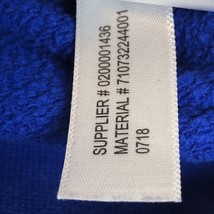 SUPPLIER # 0200001436
MATERIAL # 710732244001
0718